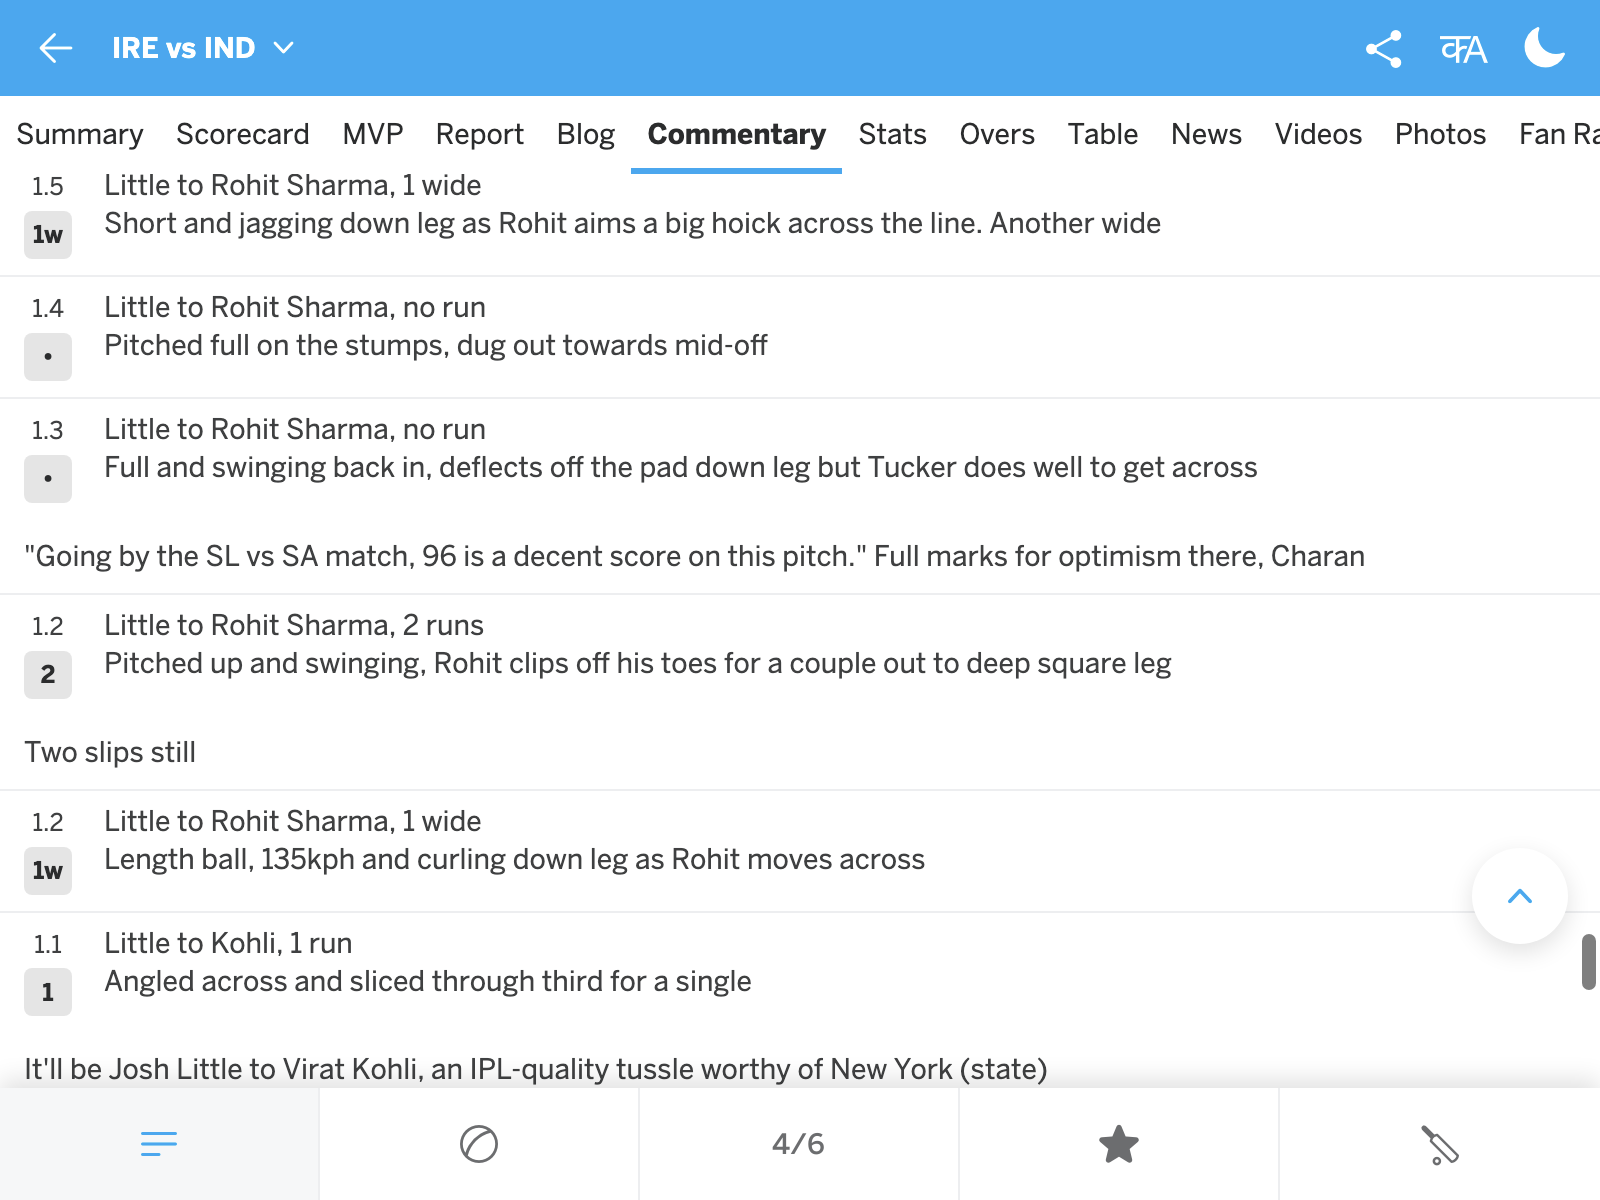 IRE vs IND
Summary Scorecard MVP Report Blog Commentary Stats Overs Table News Videos Photos Fan Ra
1.5 Little to Rohit Sharma, 1 wide
1w Short and jagging down leg as Rohit aims a big hoick across the line. Another wide
1.4 Little to Rohit Sharma, no run
• Pitched full on the stumps, dug out towards mid-off
1.3 Little to Rohit Sharma, no run
• Full and swinging back in, deflects off the pad down leg but Tucker does well to get across
"Going by the SL vs SA match, 96 is a decent score on this pitch." Full marks for optimism there, Charan
1.2 Little to Rohit Sharma, 2 runs
2 Pitched up and swinging, Rohit clips off his toes for a couple out to deep square leg
Two slips still
1.2 Little to Rohit Sharma, 1 wide
1w Length ball, 135kph and curling down leg as Rohit moves across
1.1 Little to Kohli, 1 run
1 Angled across and sliced through third for a single
It'll be Josh Little to Virat Kohli, an IPL-quality tussle worthy of New York (state)
4/6